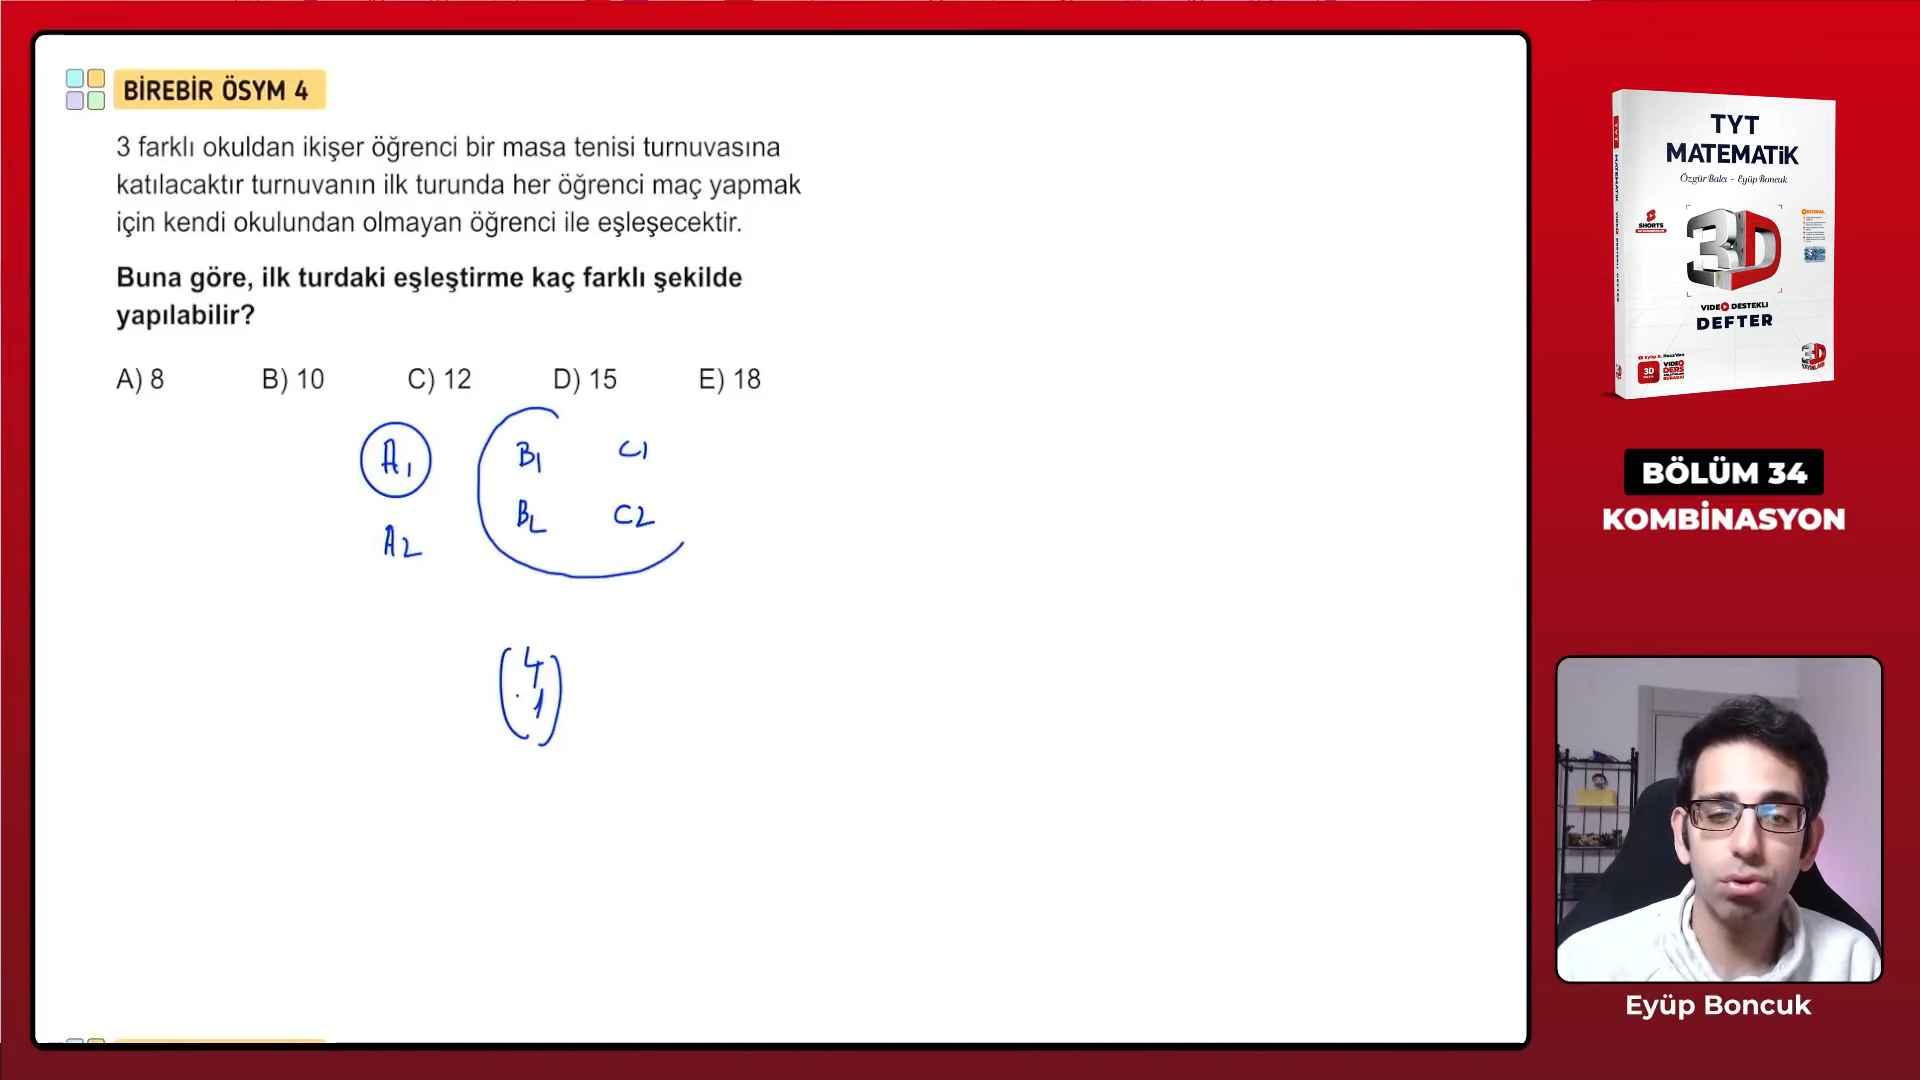 BİREBİR ÖSYM 4
3 farklı okuldan ikişer öğrenci bir masa tenisi turnuvasına
katılacaktır turnuvanın ilk turunda her öğrenci maç yapmak
için kendi okulundan olmayan öğrenci ile eşleşecektir.
Buna göre, ilk turdaki eşleştirme kaç farklı şekilde
yapılabilir?
A) 8 B) 10 C) 12 D) 15 E) 18
A1 B1 C1
B2 C2
A2
(4
1)
TYT
MATEMATİK
Özgür Balcı - Eyüp Boncuk
SHORTS
3D
VIDEO DESTEKLİ
DEFTER
BÖLÜM 34
KOMBİNASYON
Eyüp Boncuk